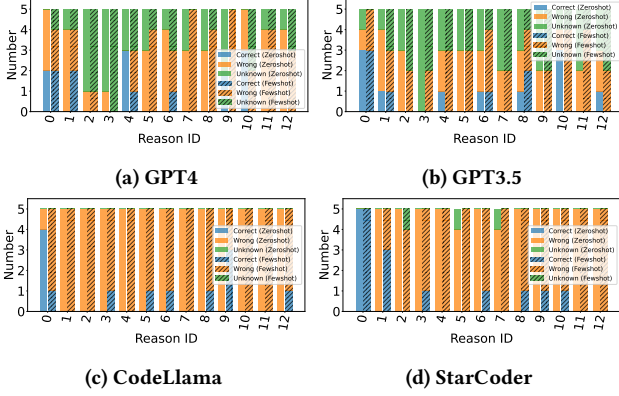 5
4
3
2
1
0
Number
Correct (Zeroshot)
Wrong (Zeroshot)
Unknown (Zeroshot)
Correct (Fewshot)
Wrong (Fewshot)
Unknown (Fewshot)
0 1 2 3 4 5 6 7 8 9 10 11 12
Reason ID
(a) GPT4
5
4
3
2
1
0
Number
Correct (Zeroshot)
Wrong (Zeroshot)
Unknown (Zeroshot)
Correct (Fewshot)
Wrong (Fewshot)
Unknown (Fewshot)
0 1 2 3 4 5 6 7 8 9 10 11 12
Reason ID
(b) GPT3.5
5
4
3
2
1
0
Number
Correct (Zeroshot)
Wrong (Zeroshot)
Unknown (Zeroshot)
Correct (Fewshot)
Wrong (Fewshot)
Unknown (Fewshot)
0 1 2 3 4 5 6 7 8 9 10 11 12
Reason ID
(c) CodeLlama
5
4
3
2
1
0
Number
Correct (Zeroshot)
Wrong (Zeroshot)
Unknown (Zeroshot)
Correct (Fewshot)
Wrong (Fewshot)
Unknown (Fewshot)
0 1 2 3 4 5 6 7 8 9 10 11 12
Reason ID
(d) StarCoder